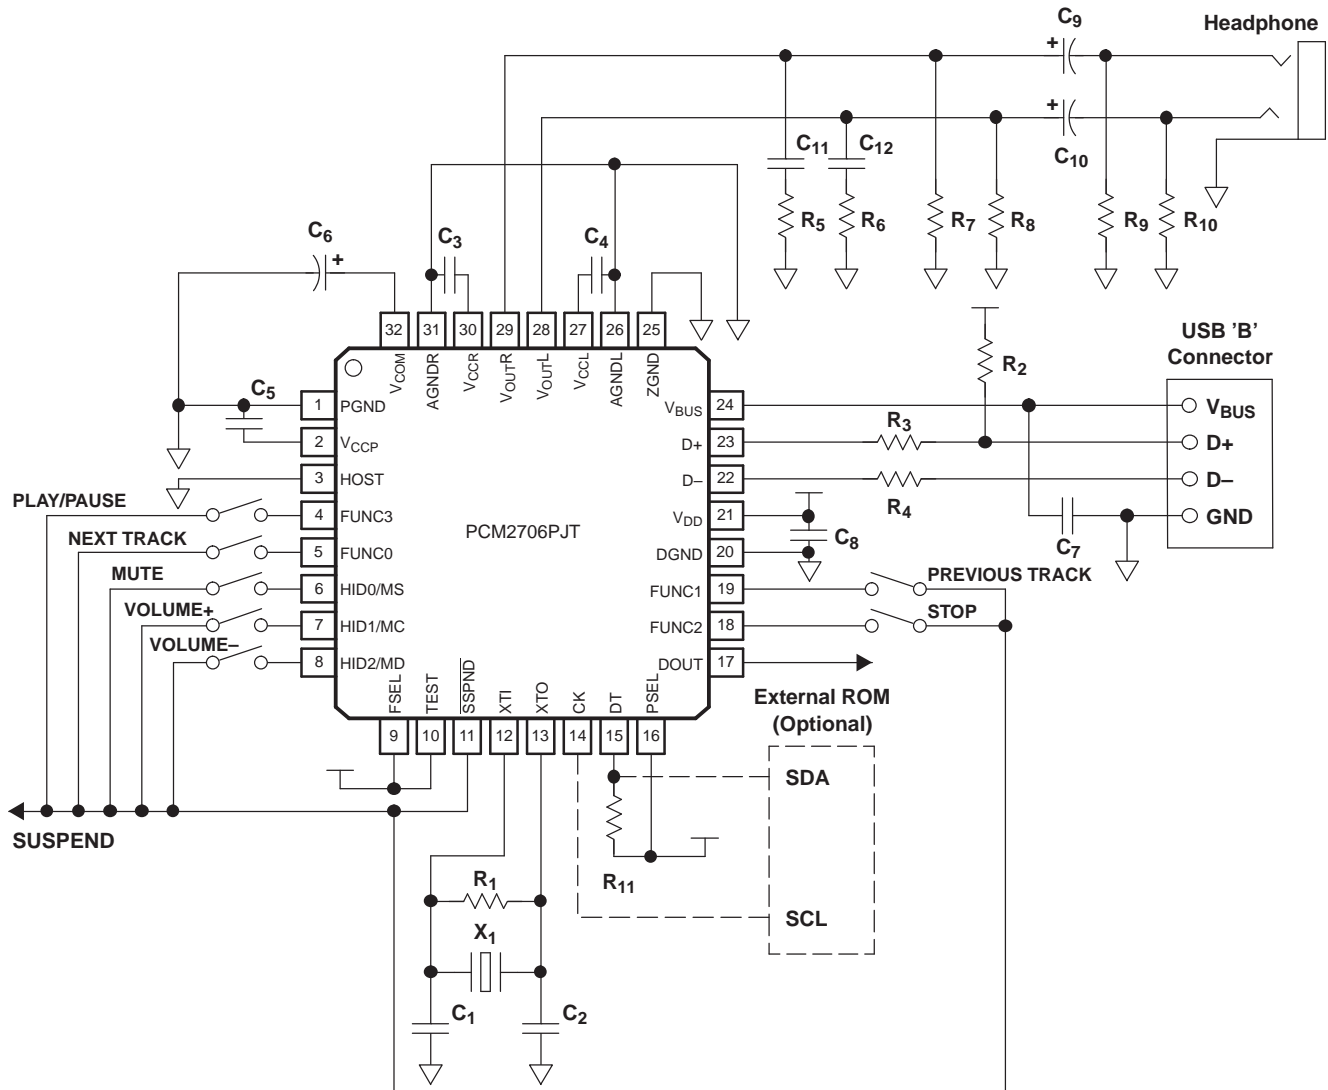 C9
Headphone
+
+
C10
C11
C12
R5
R6
R7
R8
R9
R10
C6
+
C3
C4
32
31
30
29
28
27
26
25
VCOM
AGNDR
VCCR
VOUTR
VOUTL
VCCL
AGNDL
ZGND
R2
USB 'B'
Connector
C5
1
PGND
2
VCCP
3
HOST
4
FUNC3
5
FUNC0
6
HID0/MS
7
HID1/MC
8
HID2/MD
PLAY/PAUSE
NEXT TRACK
MUTE
VOLUME+
VOLUME–
PCM2706PJT
VBUS
24
D+
23
D–
22
VDD
21
DGND
20
FUNC1
19
FUNC2
18
DOUT
17
R3
R4
VBUS
D+
D–
GND
C8
C7
PREVIOUS TRACK
STOP
FSEL
TEST
SSPND
XTI
XTO
CK
DT
PSEL
9
10
11
12
13
14
15
16
External ROM
(Optional)
SDA
SCL
SUSPEND
R11
R1
X1
C1
C2